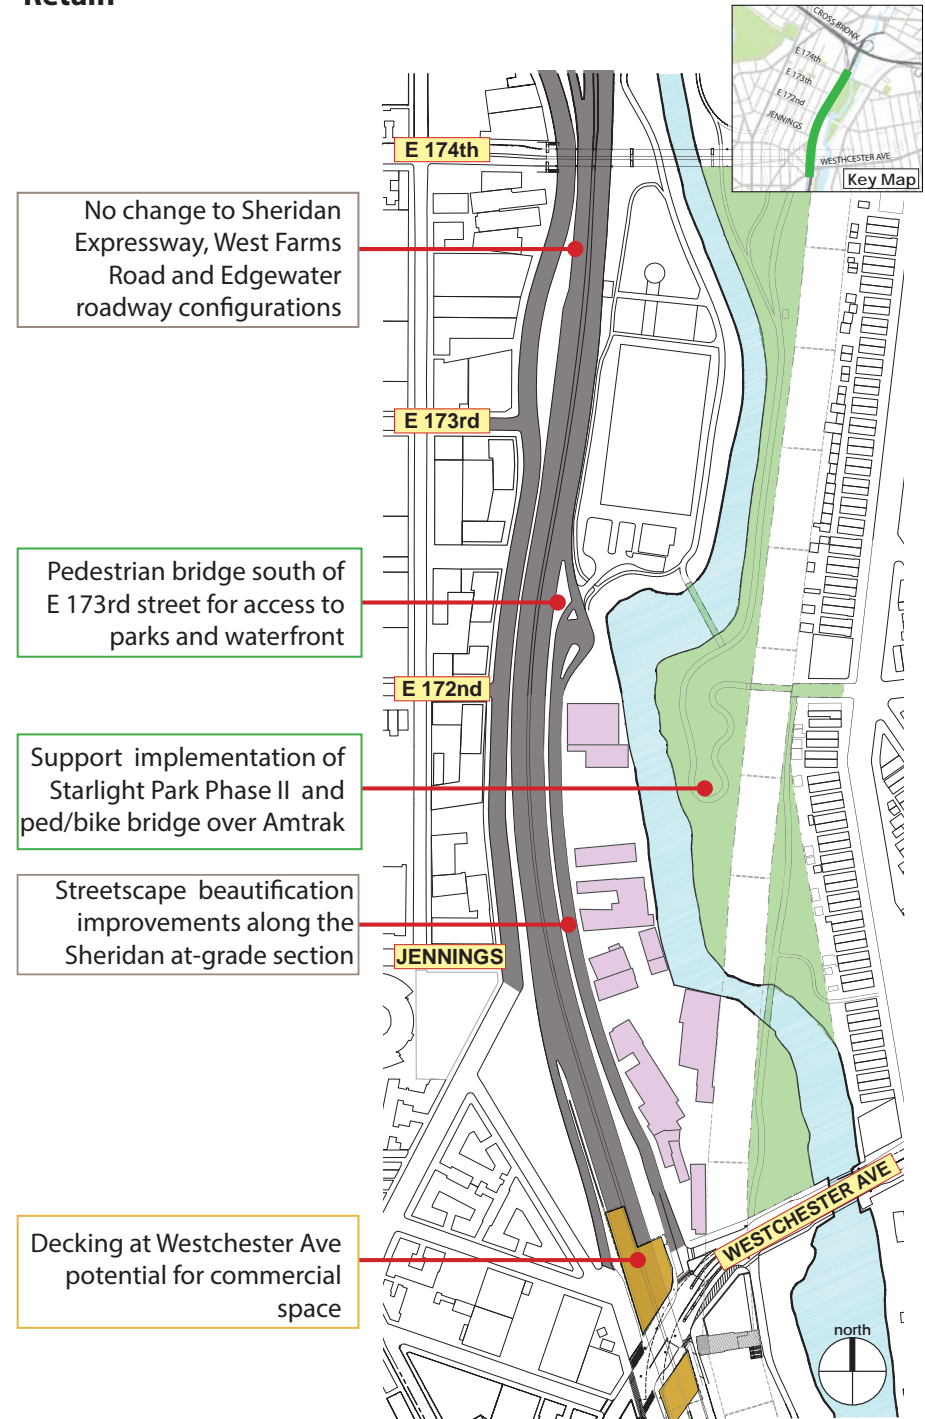 Retain
CROSS BRONX
E 174th
E 173th
E 172nd
JENNINGS
WESTHCESTER AVE
Key Map
E 174th
No change to Sheridan
Expressway, West Farms
Road and Edgewater
roadway configurations
E 173rd
Pedestrian bridge south of
E 173rd street for access to
parks and waterfront
E 172nd
Support implementation of
Starlight Park Phase II and
ped/bike bridge over Amtrak
Streetscape beautification
improvements along the
Sheridan at-grade section
JENNINGS
WESTCHESTER AVE
Decking at Westchester Ave
potential for commercial
space
north